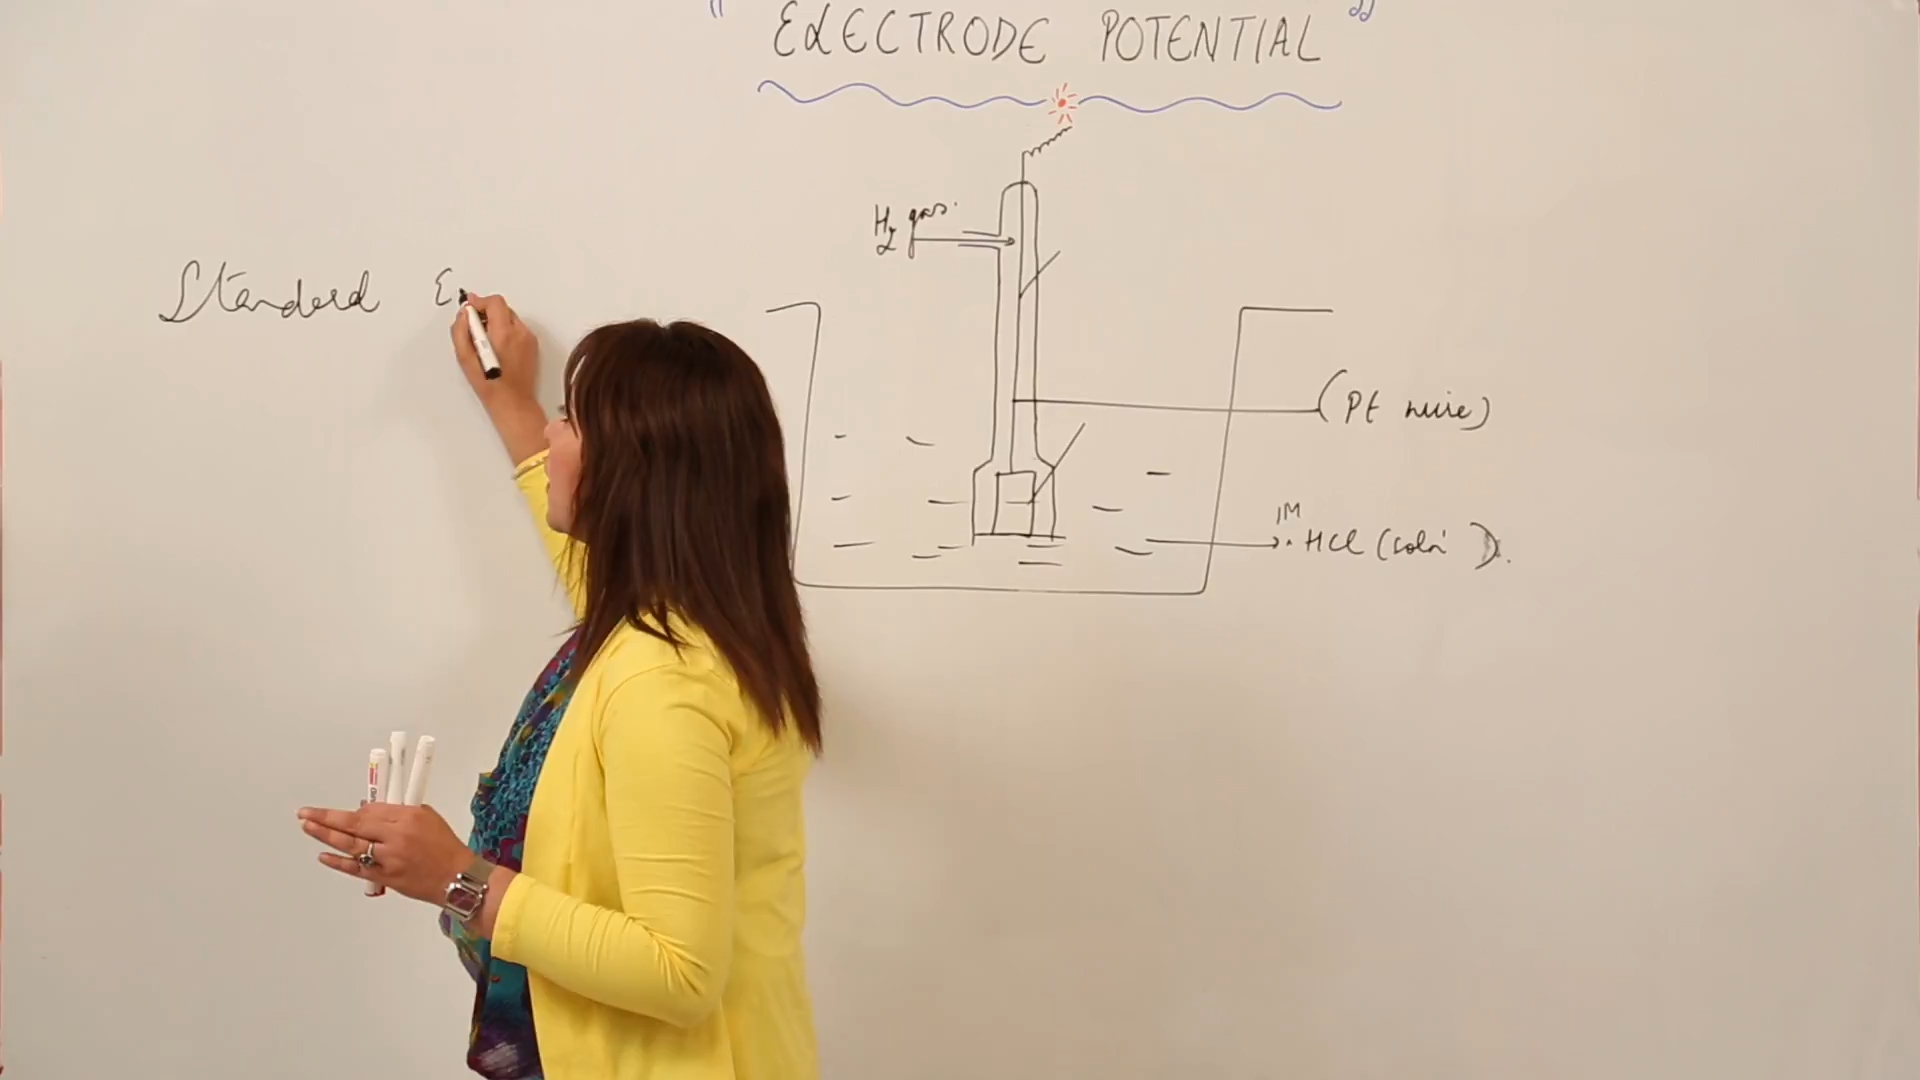 " ELECTRODE POTENTIAL "
H2 gas.
Standard E
(Pt wire)
1M
HCl (soln).